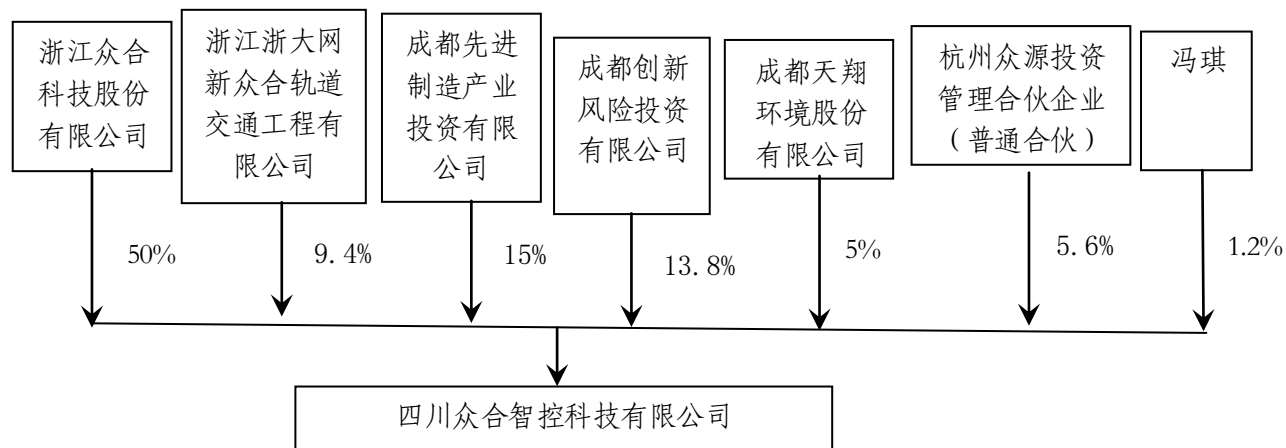 浙江众合
科技股份
有限公司
浙江浙大网
新众合轨道
交通工程有
限公司
成都先进
制造产业
投资有限
公司
成都创新
风险投资
有限公司
成都天翔
环境股份
有限公司
杭州众源投资
管理合伙企业
（普通合伙）
冯琪
50%
9.4%
15%
13.8%
5%
5.6%
1.2%
四川众合智控科技有限公司